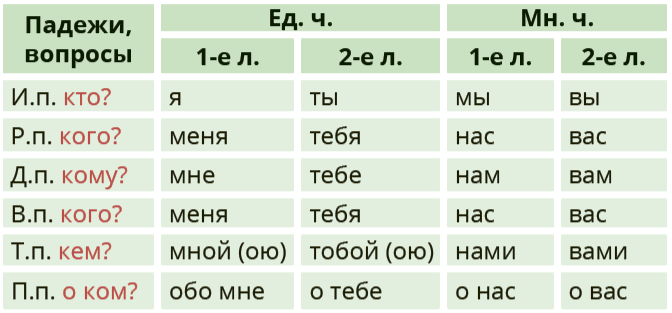 Падежи, вопросы Ед. ч. Мн. ч.
1-е л. 2-е л. 1-е л. 2-е л.
И.п. кто? я ты мы вы
Р.п. кого? меня тебя нас вас
Д.п. кому? мне тебе нам вам
В.п. кого? меня тебя нас вас
Т.п. кем? мной (ою) тобой (ою) нами вами
П.п. о ком? обо мне о тебе о нас о вас